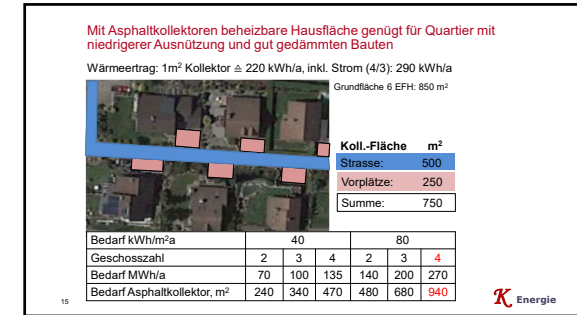 Mit Asphaltkollektoren beheizbare Hausfläche genügt für Quartier mit
niedrigerer Ausnützung und gut gedämmten Bauten
Wärmeertrag: 1m² Kollektor ≙ 220 kWh/a, inkl. Strom (4/3): 290 kWh/a
Grundfläche 6 EFH: 850 m²
Koll.-Fläche m²
Strasse: 500
Vorplätze: 250
Summe: 750
Bedarf kWh/m²a 40 80
Geschosszahl 2 3 4 2 3 4
Bedarf MWh/a 70 100 135 140 200 270
Bedarf Asphaltkollektor, m² 240 340 470 480 680 940
15
K Energie